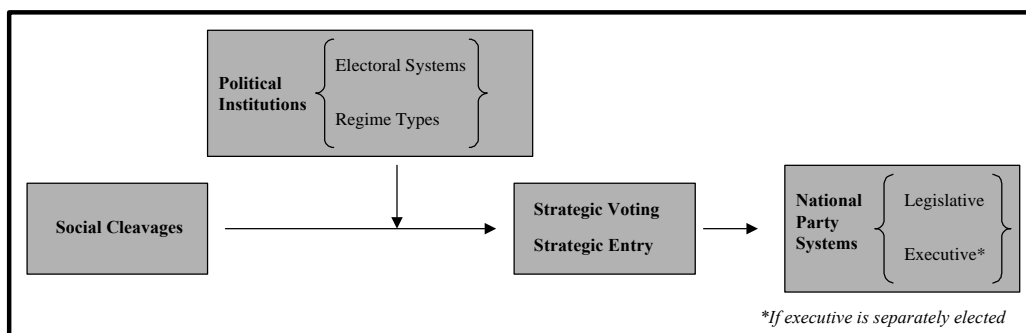 Political
Institutions
Electoral Systems
Regime Types
Social Cleavages
Strategic Voting
Strategic Entry
National
Party
Systems
Legislative
Executive*
*If executive is separately elected